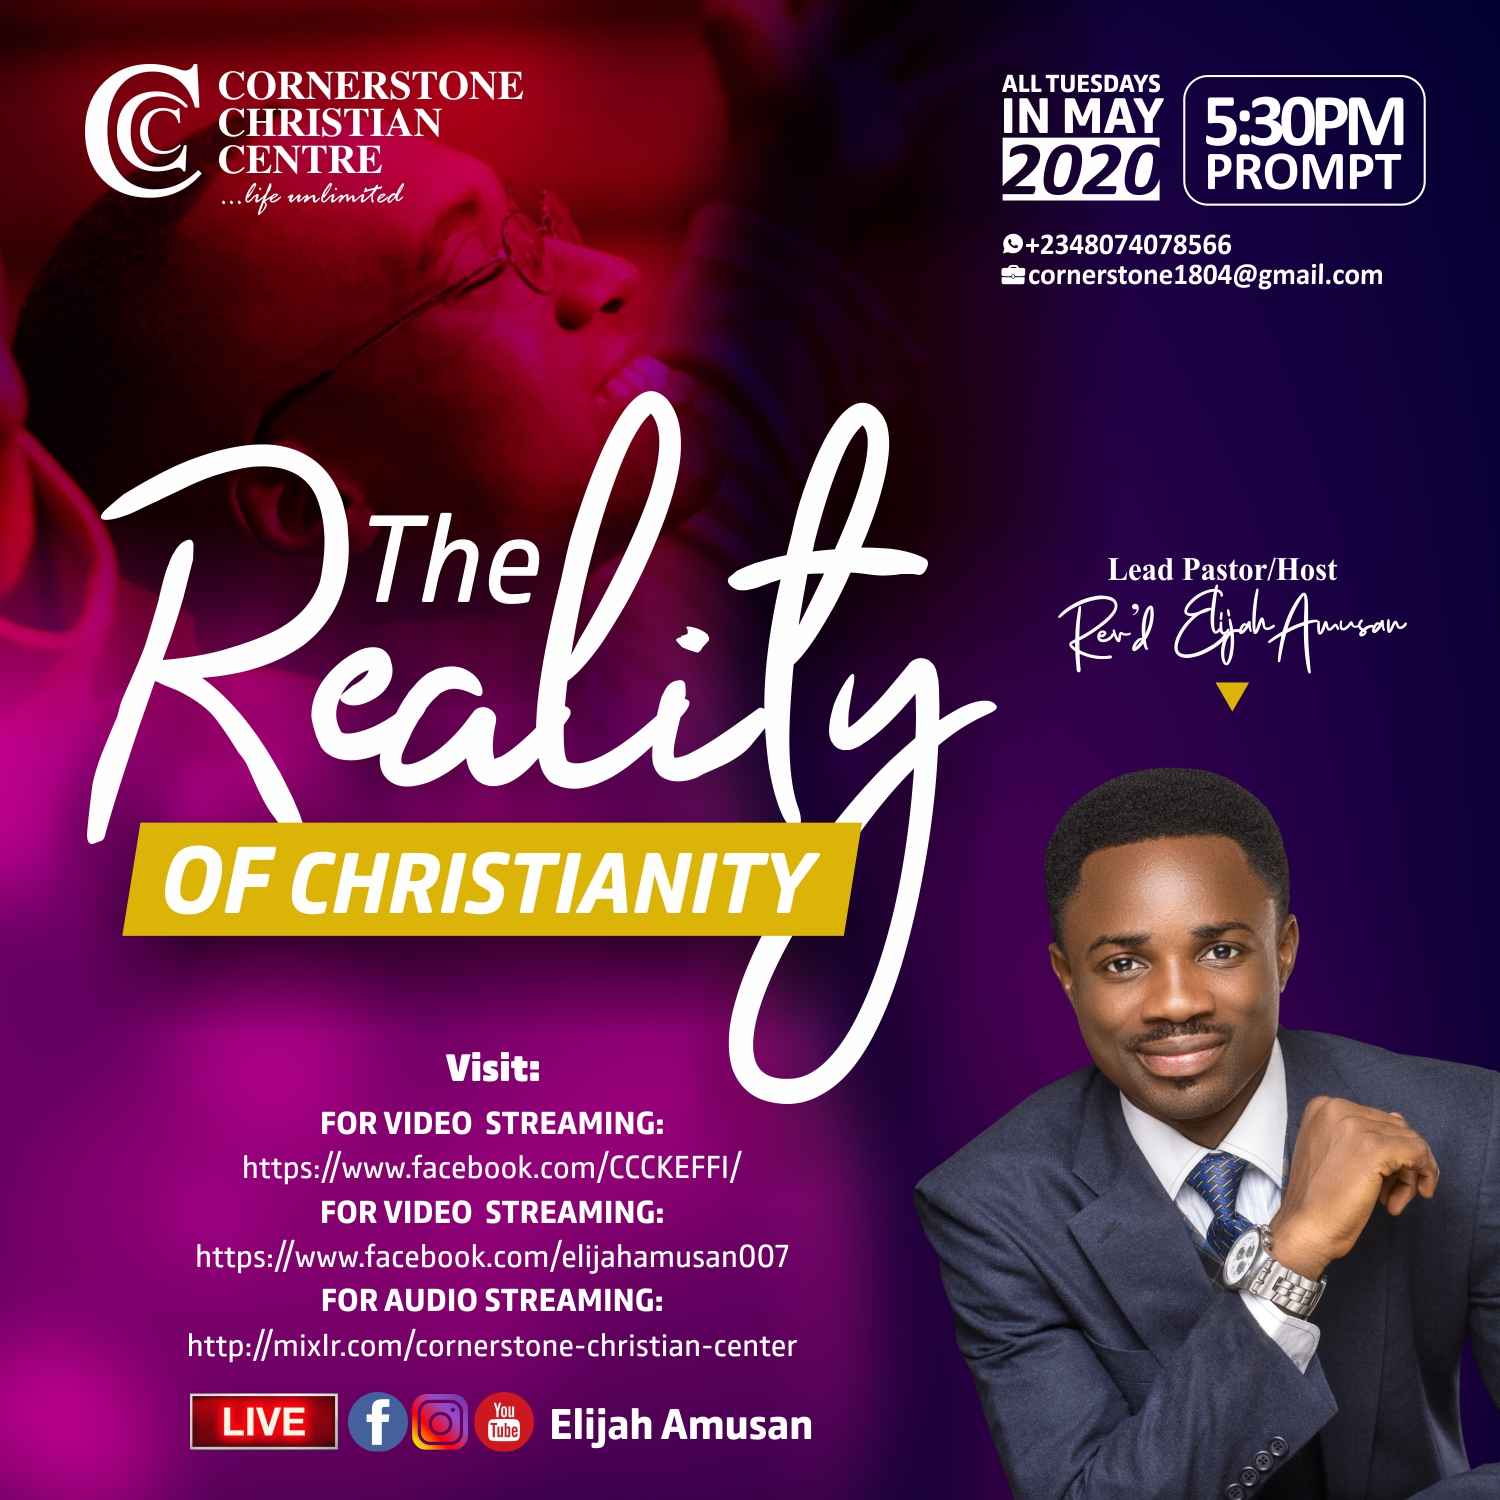 CCC
CORNERSTONE
CHRISTIAN
CENTRE
...life unlimited
ALL TUESDAYS
IN MAY
2020
5:30PM
PROMPT
+2348074078566
cornerstone1804@gmail.com
The
Reality
OF CHRISTIANITY
Lead Pastor/Host
Rev'd Elijah Amusan
Visit:
FOR VIDEO STREAMING:
https://www.facebook.com/CCCKEFFI/
FOR VIDEO STREAMING:
https://www.facebook.com/elijahamusan007
FOR AUDIO STREAMING:
http://mixlr.com/cornerstone-christian-center
LIVE f You Tube Elijah Amusan